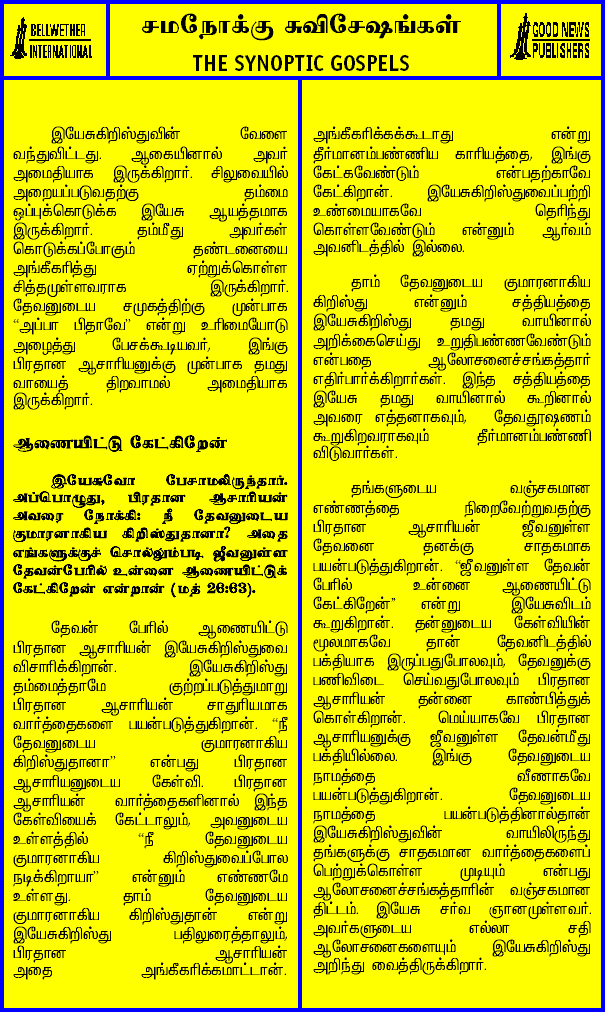 BELLWETHER
INTERNATIONAL
சமநோக்கு சுவிசேஷங்கள்
THE SYNOPTIC GOSPELS
GOOD NEWS
PUBLISHERS
இயேசுகிறிஸ்துவின் வேளை
வந்துவிட்டது. ஆகையினால் அவர்
அமைதியாக இருக்கிறார். சிலுவையில்
அறையப்படுவதற்கு தம்மை
ஒப்புக்கொடுக்க இயேசு ஆயத்தமாக
இருக்கிறார். தம்மீது அவர்கள்
கொடுக்கப்போகும் தண்டனையை
அங்கீகரித்து ஏற்றுக்கொள்ள
சித்தமுள்ளவராக இருக்கிறார்.
தேவனுடைய சமுகத்திற்கு முன்பாக
“அப்பா பிதாவே” என்று உரிமையோடு
அழைத்து பேசக்கூடியவர், இங்கு
பிரதான ஆசாரியனுக்கு முன்பாக தமது
வாயைத் திறவாமல் அமைதியாக
இருக்கிறார்.
ஆணையிட்டு கேட்கிறேன்
இயேசுவோ பேசாமலிருந்தார்.
அப்பொழுது, பிரதான ஆசாரியன்
அவரை நோக்கி: நீ தேவனுடைய
குமாரனாகிய கிறிஸ்துதானா? அதை
எங்களுக்குச் சொல்லும்படி ஜீவனுள்ள
தேவன்பேரில் உன்னை ஆணையிட்டுக்
கேட்கிறேன் என்றான் (மத் 26:63).
தேவன் பேரில் ஆணையிட்டு
பிரதான ஆசாரியன் இயேசுகிறிஸ்துவை
விசாரிக்கிறான். இயேசுகிறிஸ்து
தம்மைத்தாமே குற்றப்படுத்துமாறு
பிரதான ஆசாரியன் சாதுரியமாக
வார்த்தைகளை பயன்படுத்துகிறான். “நீ
தேவனுடைய குமாரனாகிய
கிறிஸ்துதானா” என்பது பிரதான
ஆசாரியனுடைய கேள்வி. பிரதான
ஆசாரியன் வார்த்தைகளினால் இந்த
கேள்வியைக் கேட்டாலும், அவனுடைய
உள்ளத்தில் “நீ தேவனுடைய
குமாரனாகிய கிறிஸ்துவைப்போல
நடிக்கிறாயா” என்னும் எண்ணமே
உள்ளது. தாம் தேவனுடைய
குமாரனாகிய கிறிஸ்துதான் என்று
இயேசுகிறிஸ்து பதிலுரைத்தாலும்,
பிரதான ஆசாரியன்
அதை அங்கீகரிக்கமாட்டான்.
அங்கீகரிக்கக்கூடாது என்று
தீர்மானம்பண்ணிய காரியத்தை, இங்கு
கேட்கவேண்டும் என்பதற்காவே
கேட்கிறான். இயேசுகிறிஸ்துவைப்பற்றி
உண்மையாகவே தெரிந்து
கொள்ளவேண்டும் என்னும் ஆர்வம்
அவனிடத்தில் இல்லை.
தாம் தேவனுடைய குமாரனாகிய
கிறிஸ்து என்னும் சத்தியத்தை
இயேசுகிறிஸ்து தமது வாயினால்
அறிக்கைசெய்து உறுதிபண்ணவேண்டும்
என்பதை ஆலோசனைச்சங்கத்தார்
எதிர்பார்க்கிறார்கள். இந்த சத்தியத்தை
இயேசு தமது வாயினால் கூறினால்
அவரை எத்தனாகவும், தேவதூஷணம்
கூறுகிறவராகவும் தீர்மானம்பண்ணி
விடுவார்கள்.
தங்களுடைய வஞ்சகமான
எண்ணத்தை நிறைவேற்றுவதற்கு
பிரதான ஆசாரியன் ஜீவனுள்ள
தேவனை தனக்கு சாதகமாக
பயன்படுத்துகிறான். “ஜீவனுள்ள தேவன்
பேரில் உன்னை ஆணையிட்டு
கேட்கிறேன்” என்று இயேசுவிடம்
கூறுகிறான். தன்னுடைய கேள்வியின்
மூலமாகவே தான் தேவனிடத்தில்
பக்தியாக இருப்பதுபோலவும், தேவனுக்கு
பணிவிடை செய்வதுபோலவும் பிரதான
ஆசாரியன் தன்னை காண்பித்துக்
கொள்கிறான். மெய்யாகவே பிரதான
ஆசாரியனுக்கு ஜீவனுள்ள தேவன்மீது
பக்தியில்லை. இங்கு தேவனுடைய
நாமத்தை வீணாகவே
பயன்படுத்துகிறான். தேவனுடைய
நாமத்தை பயன்படுத்தினால்தான்
இயேசுகிறிஸ்துவின் வாயிலிருந்து
தங்களுக்கு சாதகமான வார்த்தைகளைப்
பெற்றுக்கொள்ள முடியும் என்பது
ஆலோசனைச்சங்கத்தாரின் வஞ்சகமான
திட்டம். இயேசு சர்வ ஞானமுள்ளவர்.
அவர்களுடைய எல்லா சதி
ஆலோசனைகளையும் இயேசுகிறிஸ்து
அறிந்து வைத்திருக்கிறார்.